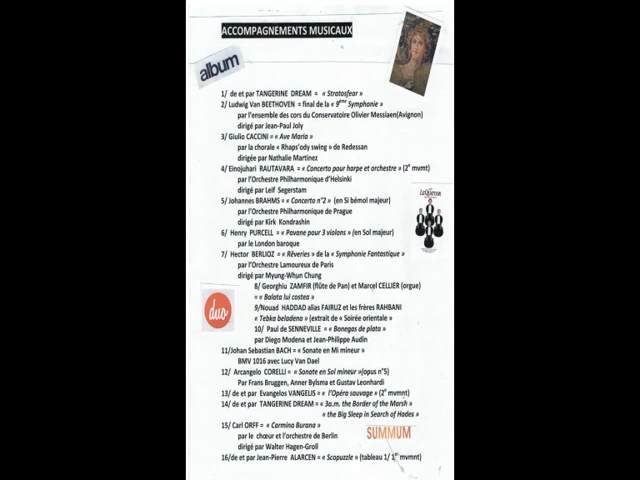 ACCOMPAGNEMENTS MUSICAUX
album
1/ de et par TANGERINE DREAM = « Stratosfear »
2/ Ludwig Van BEETHOVEN = final de la « 9ème Symphonie »
par l'ensemble des cors du Conservatoire Olivier Messiaen(Avignon)
dirigé par Jean-Paul Joly
3/ Giulio CACCINI = « Ave Maria »
par la chorale « Rhaps'ody swing » de Redessan
dirigée par Nathalie Martinez
4/ Einojuhari RAUTAVARA = « Concerto pour harpe et orchestre » (2e mvmt)
par l'Orchestre Philharmonique d'Helsinki
dirigé par Leif Segerstam
5/ Johannes BRAHMS = « Concerto n°2 » (en Si bémol majeur)
par l'Orchestre Philharmonique de Prague
dirigé par Kirk Kondrashin
LeQuatuor
6/ Henry PURCELL = « Pavane pour 3 violons » (en Sol majeur)
par le London baroque
7/ Hector BERLIOZ = « Rêveries » de la « Symphonie Fantastique »
par l'Orchestre Lamoureux de Paris
dirigé par Myung-Whun Chung
8/ Georghiu ZAMFIR (flûte de Pan) et Marcel CELLIER (orgue)
= « Balata lui costea »
duo
9/Nouad HADDAD alias FAIRUZ et les frères RAHBANI
« Tebka beladena » (extrait de « Soirée orientale »
10/ Paul de SENNEVILLE = « Bonegas de plata »
par Diego Modena et Jean-Philippe Audin
11/Johan Sebastian BACH = « Sonate en Mi mineur »
BMV 1016 avec Lucy Van Dael
12/ Arcangelo CORELLI = « Sonate en Sol mineur »(opus n°5)
Par Frans Bruggen, Anner Bylsma et Gustav Leonhardi
13/ de et par Evangelos VANGELIS = « l'Opéra sauvage » (2e mvmnt)
14/ de et par TANGERINE DREAM = « 3a.m. the Border of the Marsh »
« the Big Sleep in Search of Hades »
15/ Carl ORFF = « Carmina Burana »
par le chœur et l'orchestre de Berlin
SUMMUM
dirigé par Walter Hagen-Groll
16/de et par Jean-Pierre ALARCEN = « Scopuzzle » (tableau 1/ 1er mvmnt)